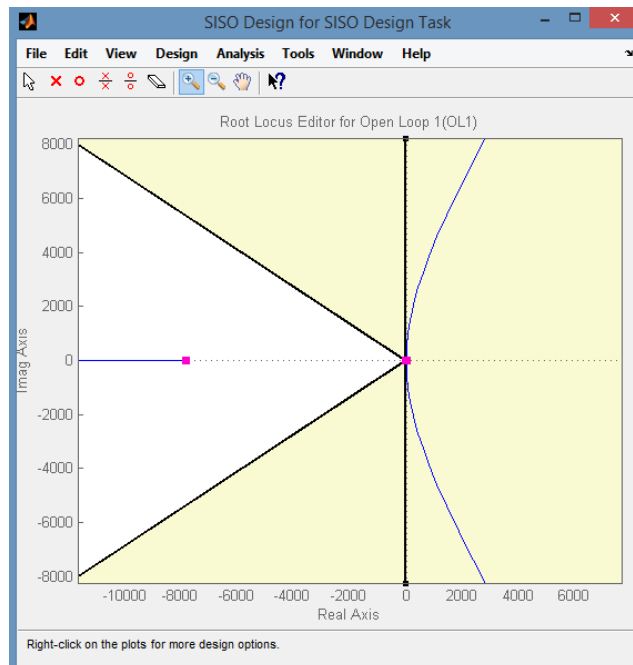 SISO Design for SISO Design Task
File Edit View Design Analysis Tools Window Help
Root Locus Editor for Open Loop 1(OL1)
8000
6000
4000
2000
0
-2000
-4000
-6000
-8000
Imag Axis
-10000 -8000 -6000 -4000 -2000 0 2000 4000 6000
Real Axis
Right-click on the plots for more design options.